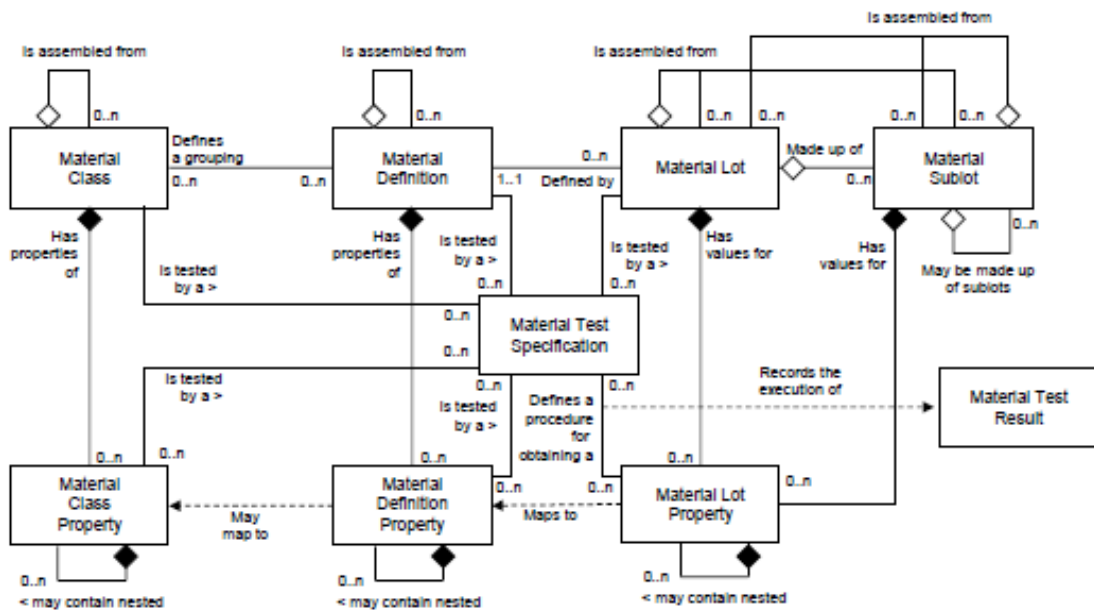 Is assembled from
Is assembled from
Is assembled from
Is assembled from
0..n
0..n
0..n
0..n
0..n
0..n
Material
Class
Defines
a grouping
0..n
0..n
Material
Definition
1..1
0..n
Defined by
Material Lot
Made up of
0..n
Material
Sublot
Has
properties
of
Is tested
by a >
Has
properties
of
Is tested
by a >
0..n
Is tested
by a >
0..n
Has
values for
Has
values for
0..n
May be made up
of sublots
0..n
Material Test
Specification
0..n
Is tested
by a >
0..n
0..n
Is tested
by a >
0..n
Defines a
procedure
for
obtaining a
0..n
Records the
execution of
Material Test
Result
0..n
0..n
0..n
0..n
0..n
0..n
Material
Class
Property
May
map to
Material
Definition
Property
Maps to
Material Lot
Property
0..n
< may contain nested
0..n
< may contain nested
0..n
< may contain nested